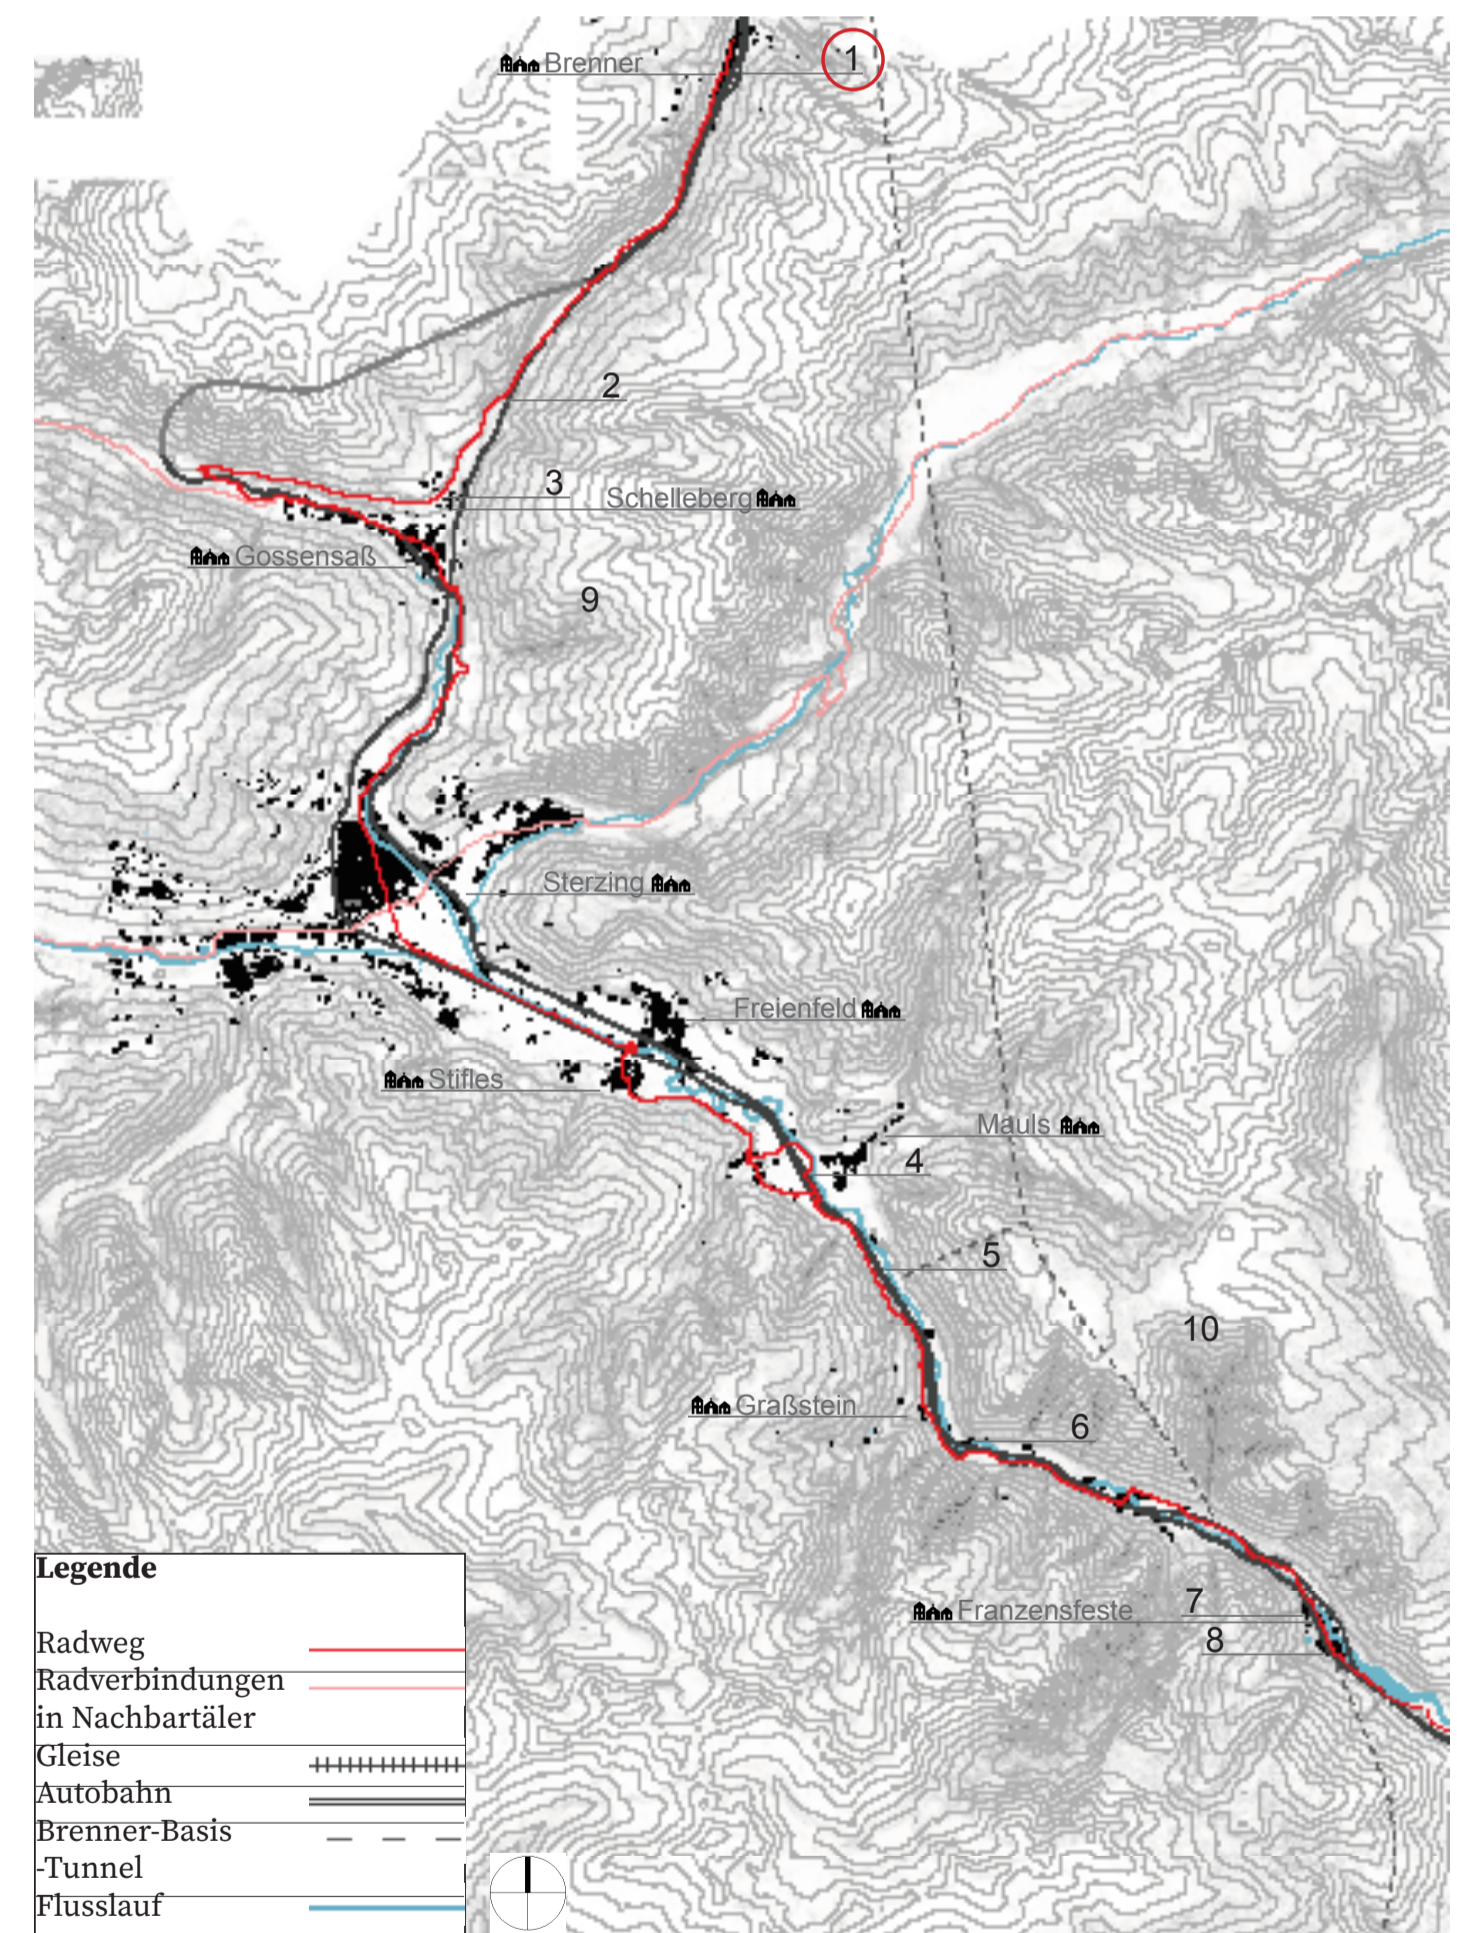 Brenner
1
2
3
Schelleberg
Gossensaß
9
Sterzing
Freienfeld
Stifles
Mauls
4
5
10
Graßstein
6
7
Franzensfeste
8
Legende
Radweg
Radverbindungen
in Nachbartäler
Gleise
Autobahn
Brenner-Basis
-Tunnel
Flusslauf